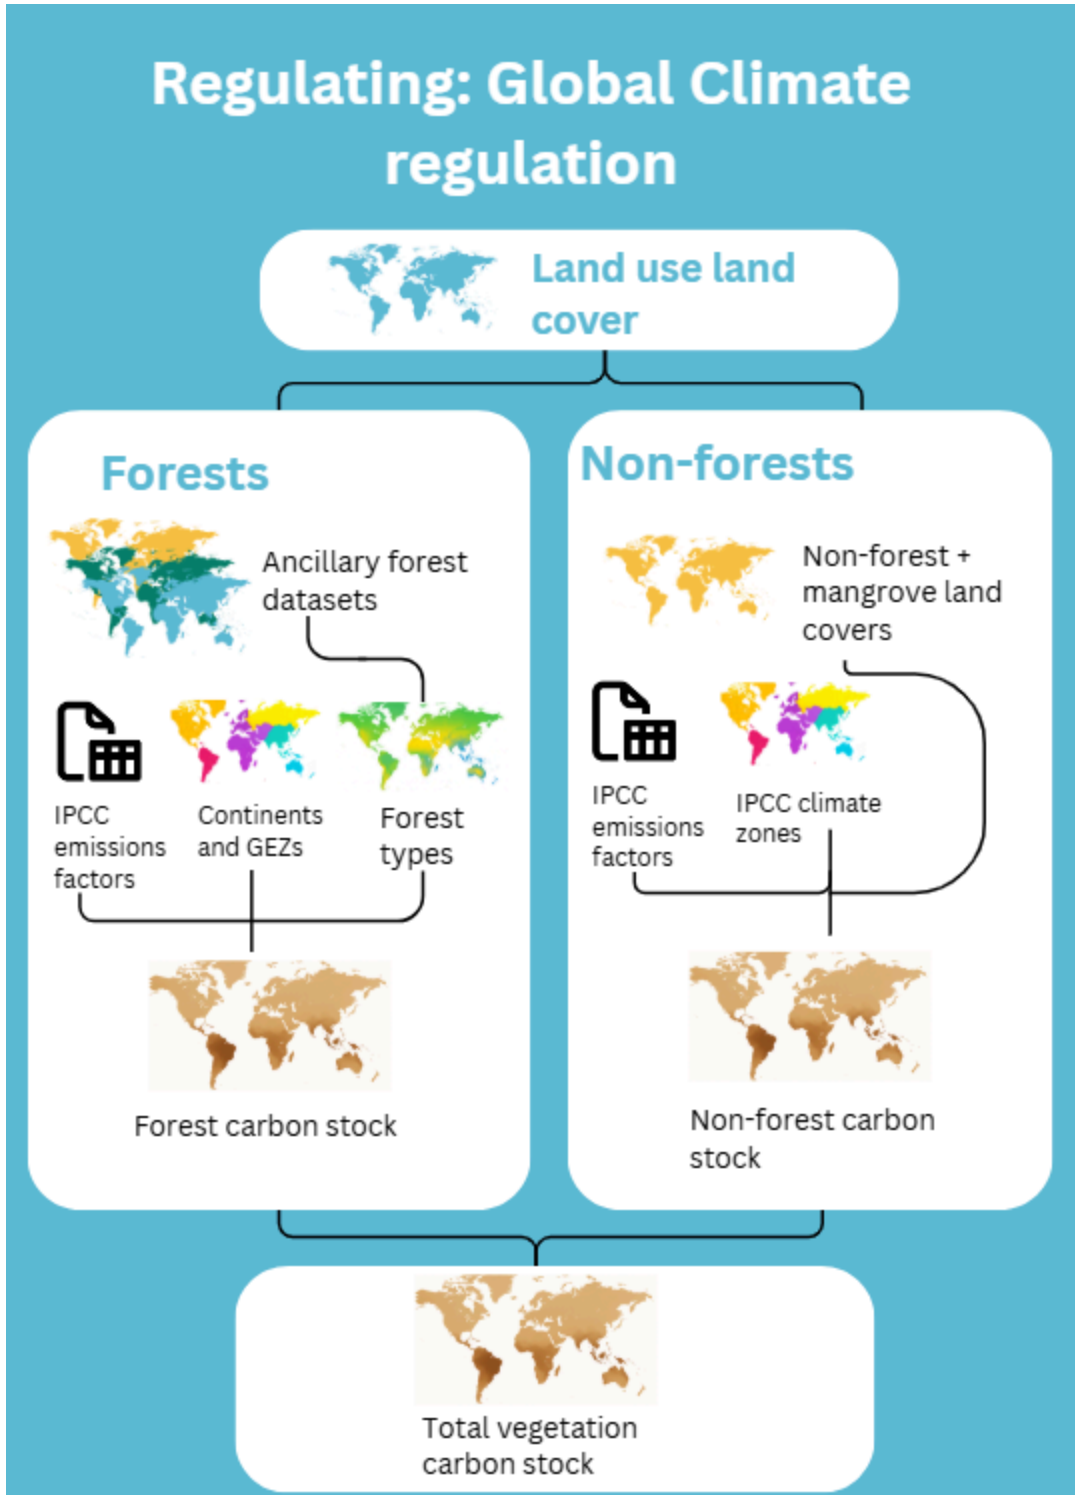 Regulating: Global Climate
regulation
Land use land
cover
Forests
Ancillary forest
datasets
IPCC
emissions
factors
Continents
and GEZs
Forest
types
Forest carbon stock
Non-forests
Non-forest +
mangrove land
covers
IPCC
emissions
factors
IPCC climate
zones
Non-forest carbon
stock
Total vegetation
carbon stock